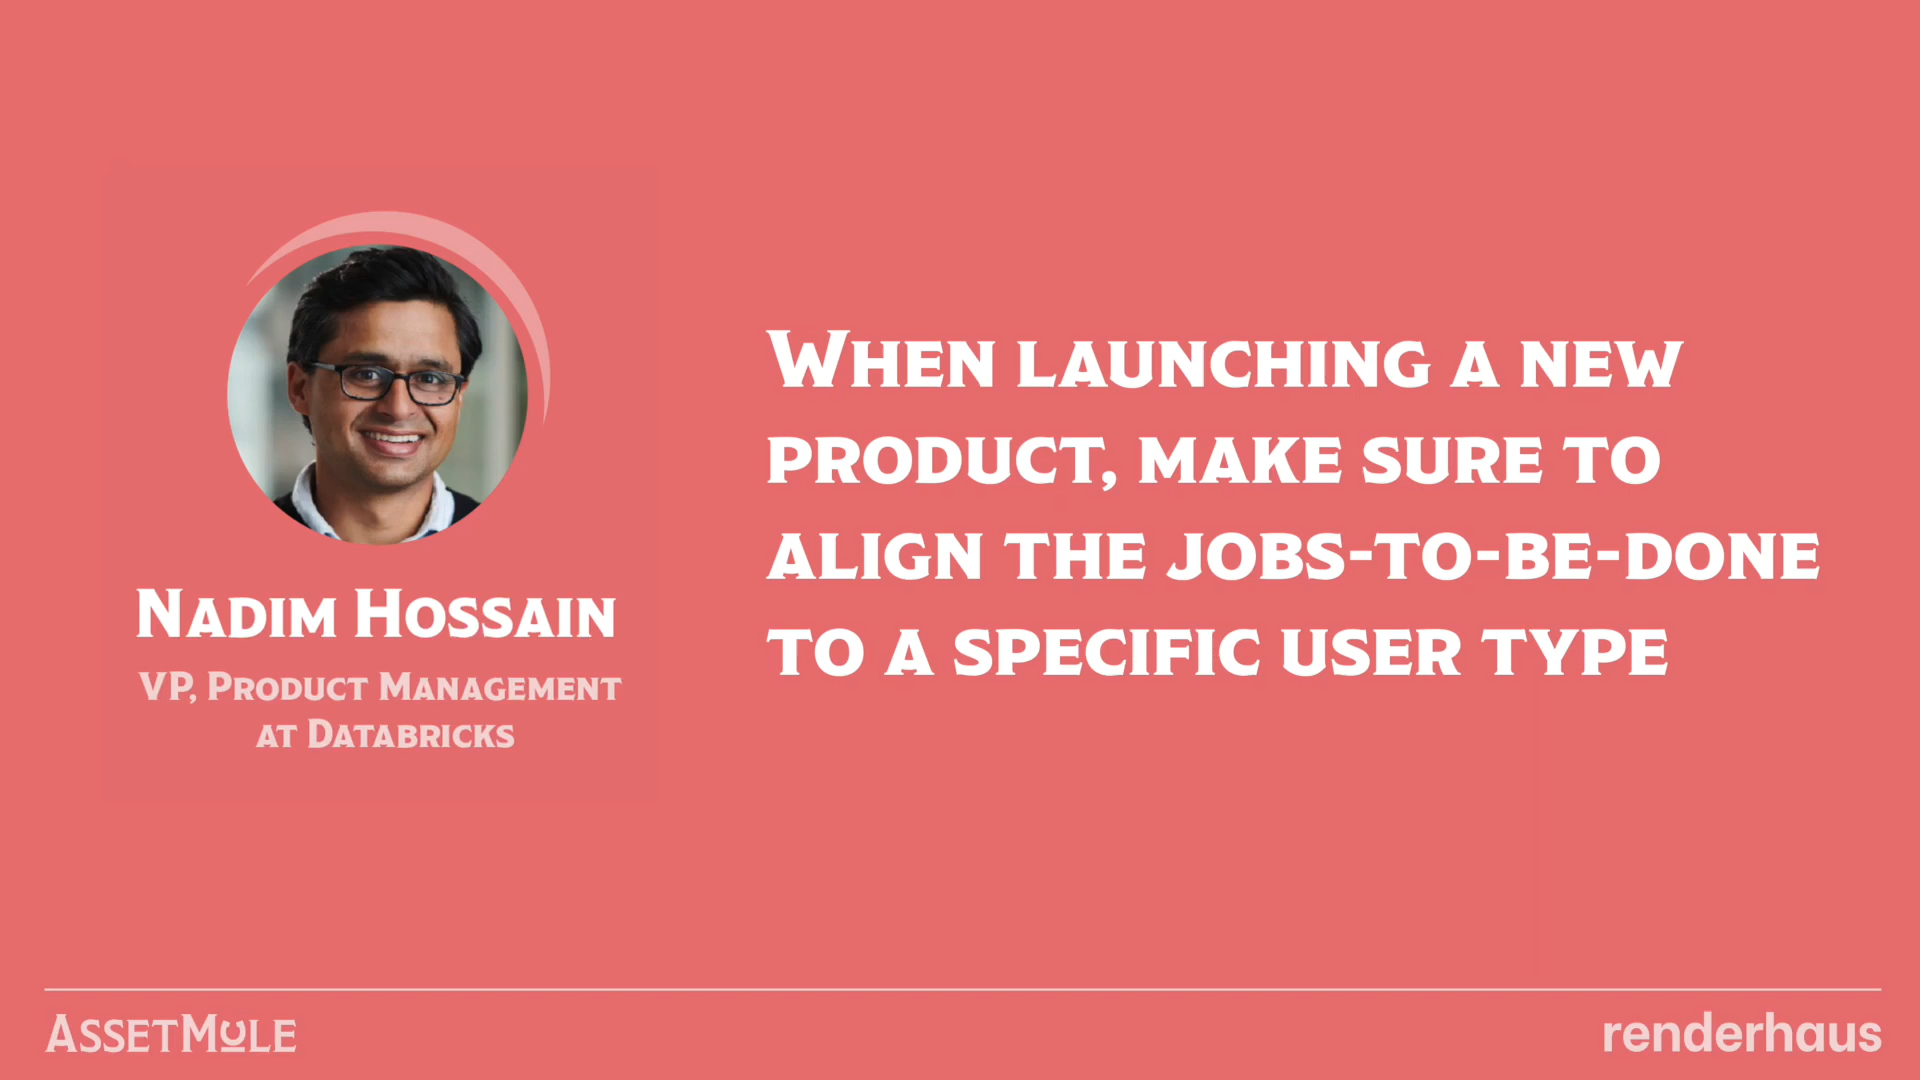 Nadim Hossain
VP, Product Management
at Databricks
When launching a new
product, make sure to
align the jobs-to-be-done
to a specific user type
AssetMule
renderhaus